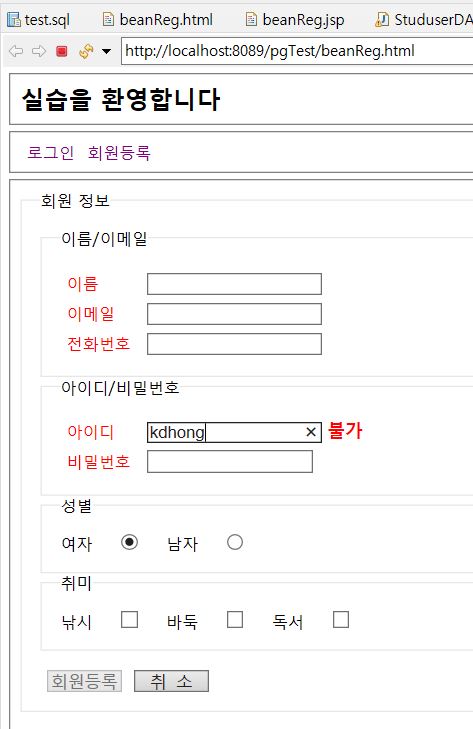 test.sql beanReg.html beanReg.jsp StuduserDA
http://localhost:8089/pgTest/beanReg.html
실습을 환영합니다
로그인 회원등록
회원 정보
이름/이메일
이름
이메일
전화번호
아이디/비밀번호
아이디 kdhong 불가
비밀번호
성별
여자 남자
취미
낚시 바둑 독서
회원등록 취 소